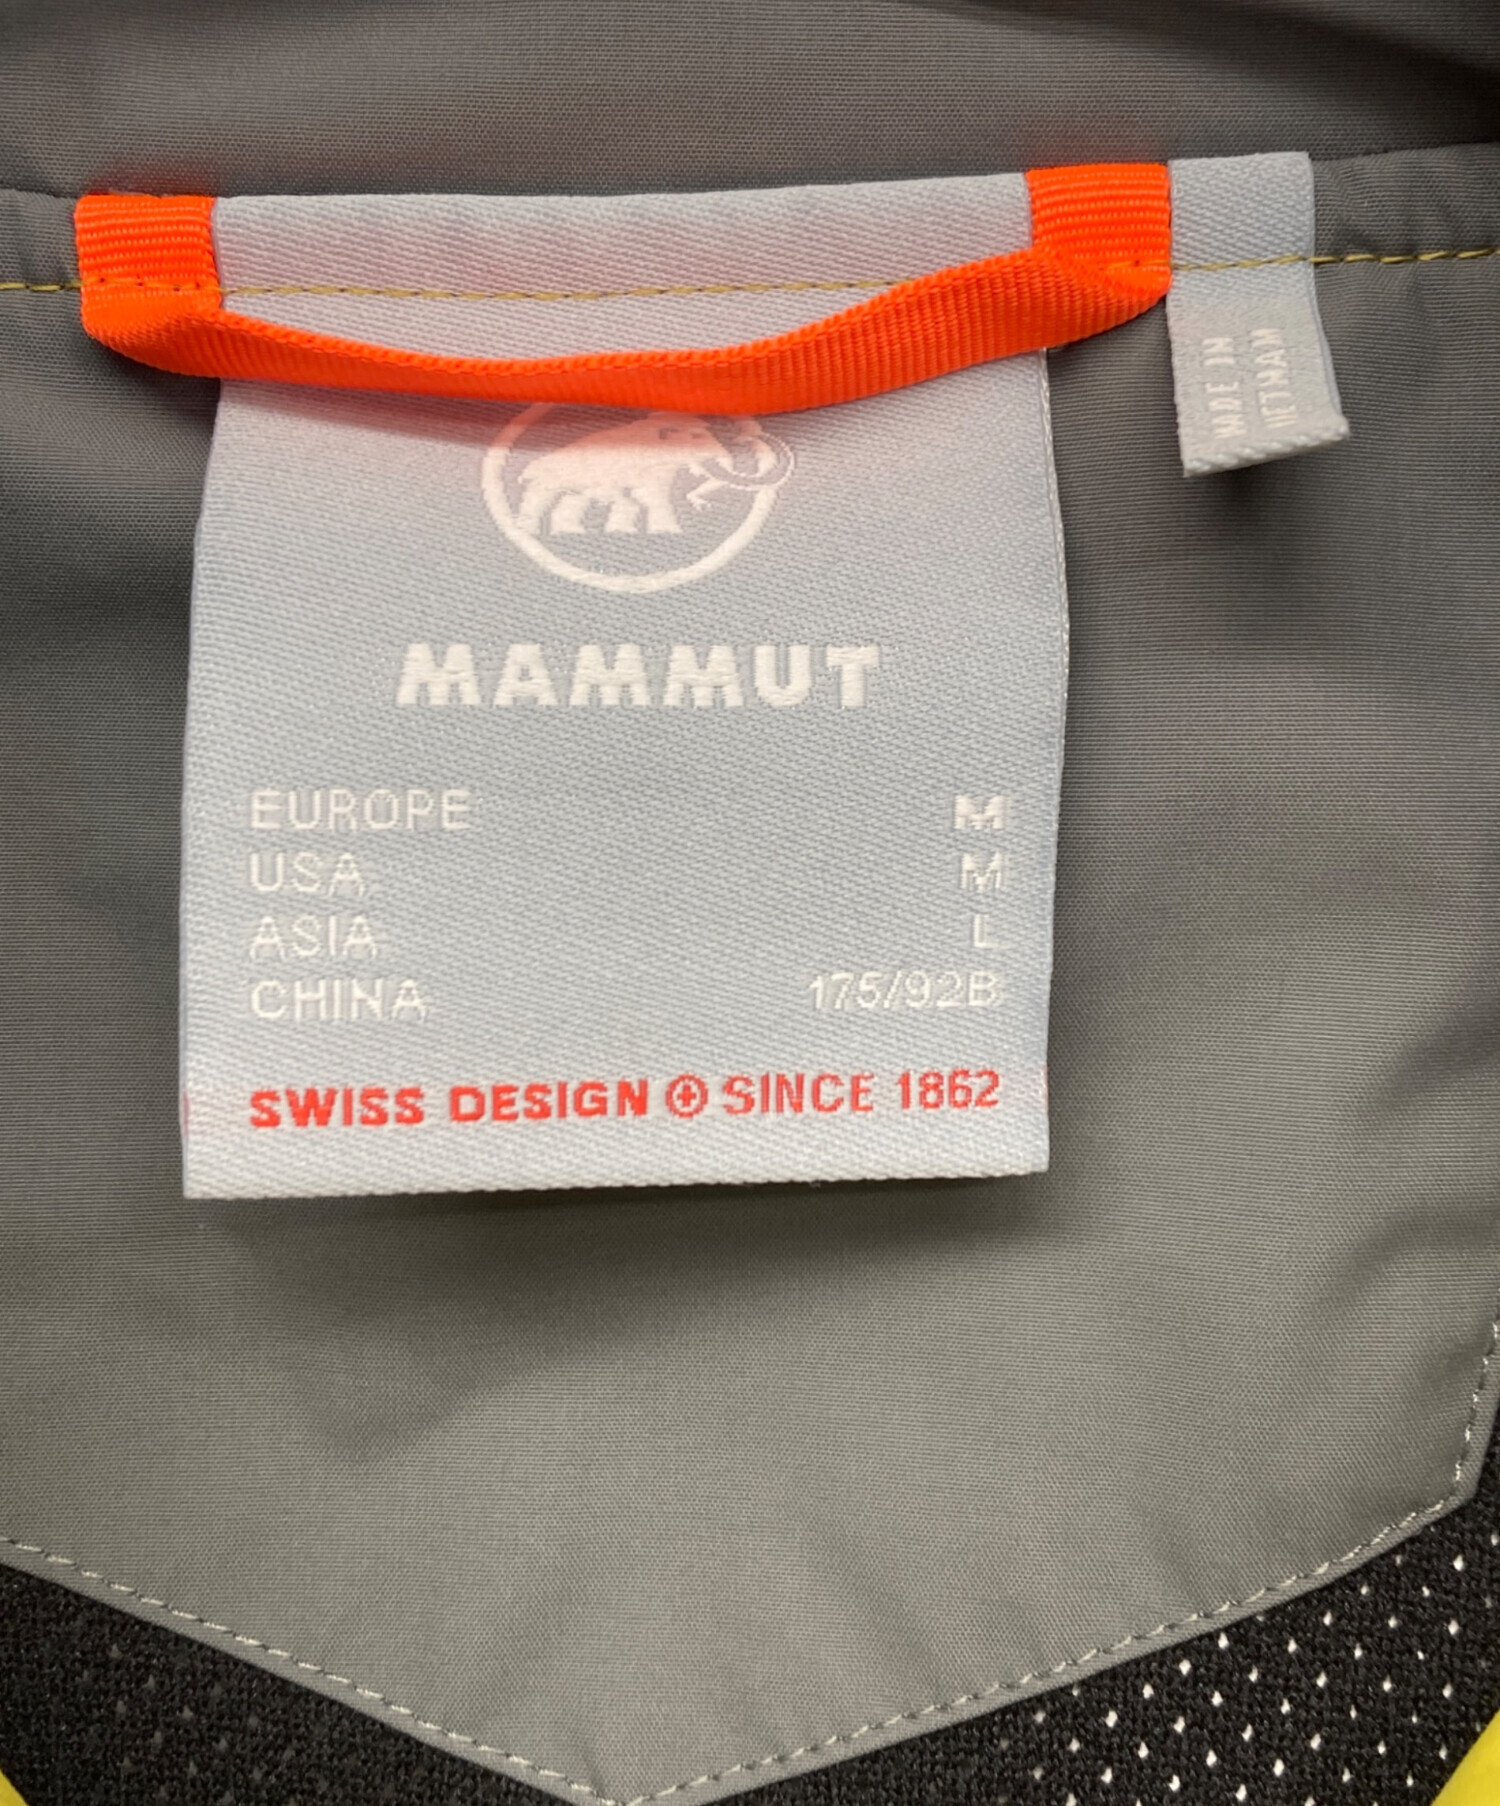 MAMMUT
EUROPE M
USA M
ASIA L
CHINA 175/92B
SWISS DESIGN SINCE 1862
MADE IN
VIETNAM